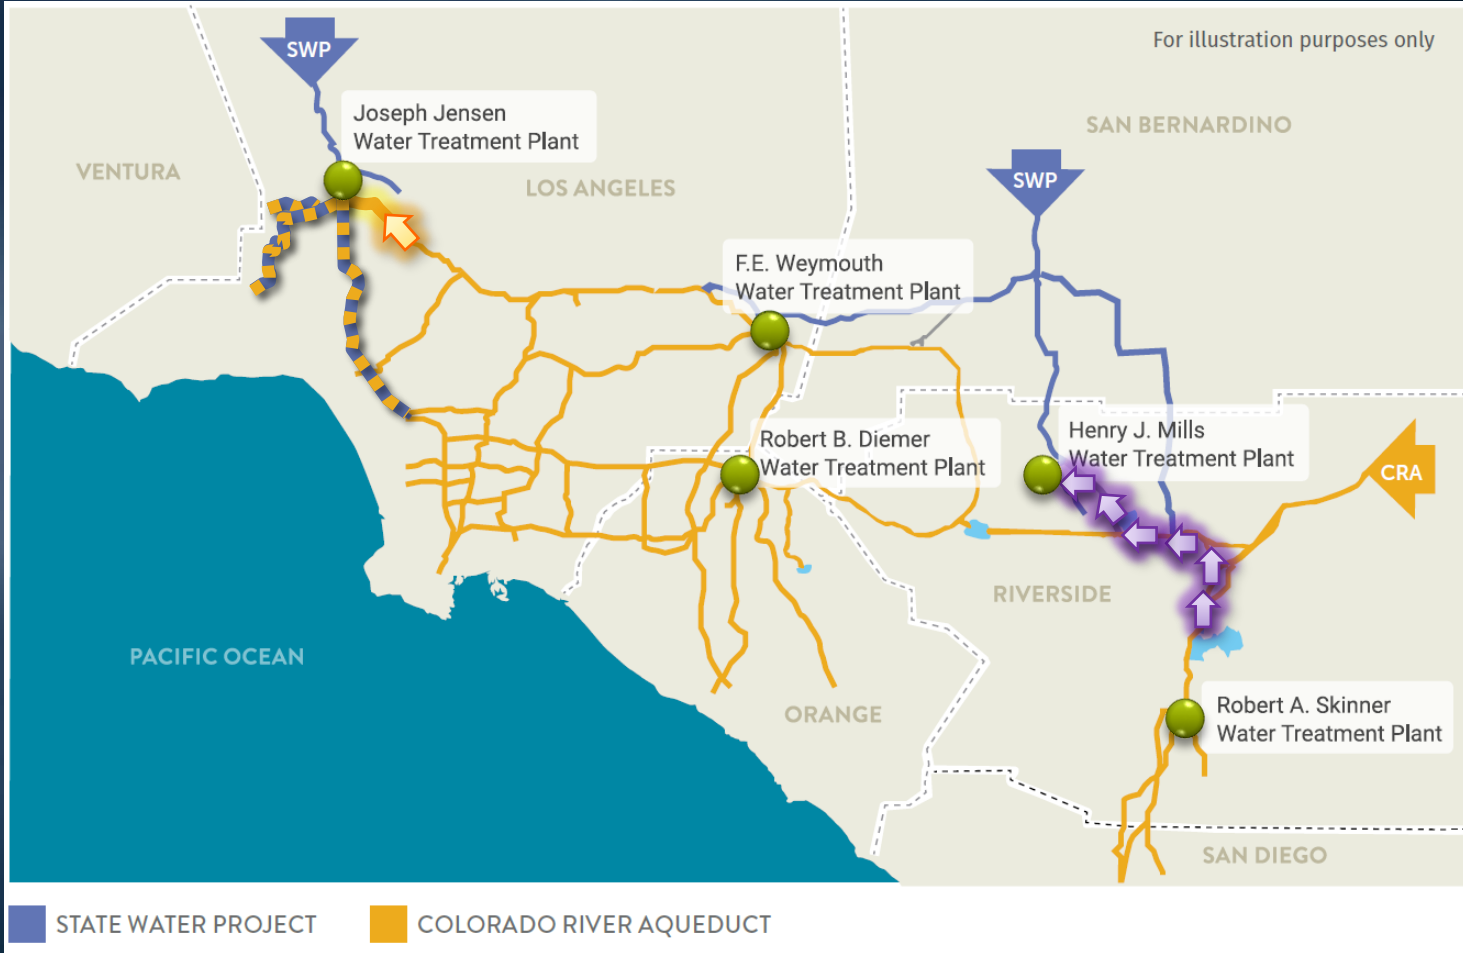 For illustration purposes only
SWP
Joseph Jensen
Water Treatment Plant
SAN BERNARDINO
VENTURA
LOS ANGELES
SWP
F.E. Weymouth
Water Treatment Plant
Robert B. Diemer
Water Treatment Plant
Henry J. Mills
Water Treatment Plant
CRA
RIVERSIDE
PACIFIC OCEAN
ORANGE
Robert A. Skinner
Water Treatment Plant
SAN DIEGO
STATE WATER PROJECT
COLORADO RIVER AQUEDUCT